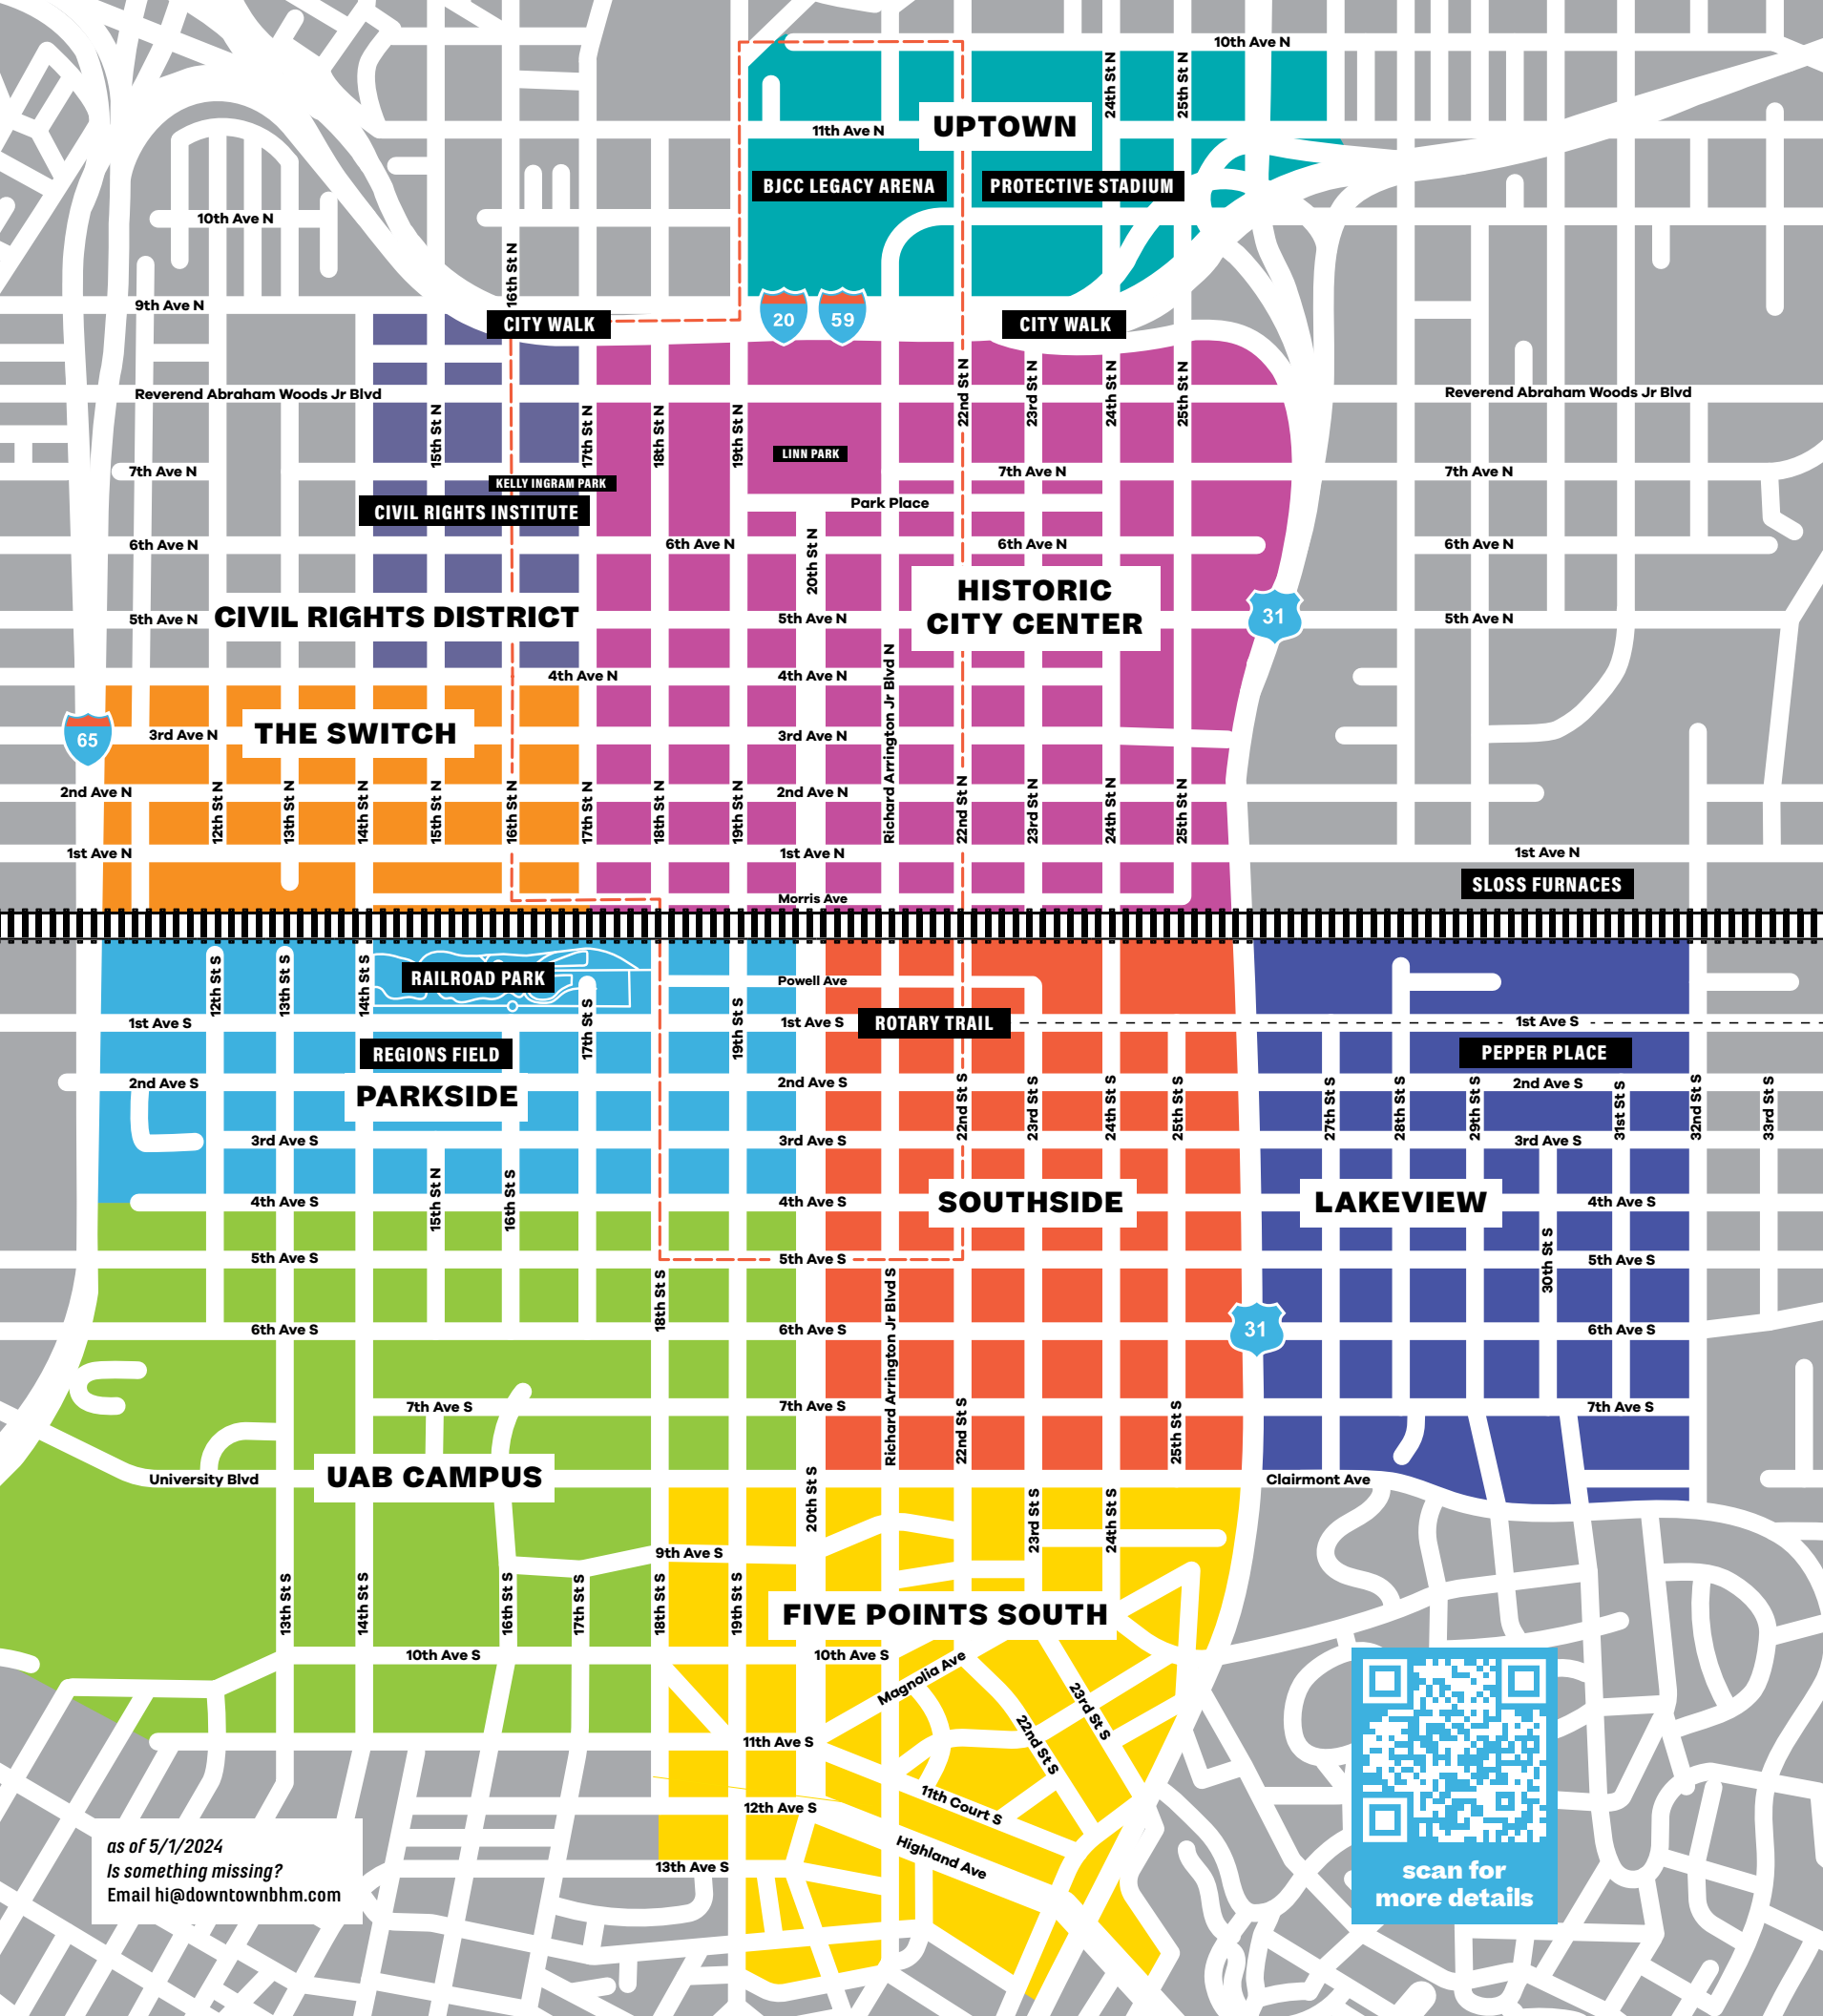 10th Ave N
24th St N
25th St N
UPTOWN
11th Ave N
BJCC LEGACY ARENA
PROTECTIVE STADIUM
10th Ave N
16th St N
9th Ave N
CITY WALK
20
59
CITY WALK
Reverend Abraham Woods Jr Blvd
22nd St N
23rd St N
24th St N
25th St N
Reverend Abraham Woods Jr Blvd
15th St N
17th St N
18th St N
19th St N
LINN PARK
7th Ave N
7th Ave N
7th Ave N
KELLY INGRAM PARK
Park Place
CIVIL RIGHTS INSTITUTE
6th Ave N
6th Ave N
20th St N
6th Ave N
6th Ave N
HISTORIC
CITY CENTER
5th Ave N
CIVIL RIGHTS DISTRICT
5th Ave N
31
5th Ave N
4th Ave N
4th Ave N
Richard Arrington Jr Blvd N
65
3rd Ave N
THE SWITCH
3rd Ave N
2nd Ave N
2nd Ave N
12th St N
13th St N
14th St N
15th St N
16th St N
17th St N
18th St N
19th St N
22nd St N
23rd St N
24th St N
25th St N
1st Ave N
1st Ave N
1st Ave N
SLOSS FURNACES
Morris Ave
12th St S
13th St S
14th St S
RAILROAD PARK
Powell Ave
17th St S
19th St S
1st Ave S
1st Ave S
ROTARY TRAIL
1st Ave S
REGIONS FIELD
PEPPER PLACE
2nd Ave S
PARKSIDE
2nd Ave S
22nd St S
23rd St S
24th St S
25th St S
27th St S
28th St S
29th St S
2nd Ave S
31st St S
32nd St S
33rd St S
3rd Ave S
3rd Ave S
3rd Ave S
15th St N
16th St S
4th Ave S
4th Ave S
SOUTHSIDE
LAKEVIEW
4th Ave S
5th Ave S
5th Ave S
30th St S
5th Ave S
18th St S
Richard Arrington Jr Blvd S
6th Ave S
6th Ave S
31
6th Ave S
7th Ave S
7th Ave S
22nd St S
25th St S
7th Ave S
University Blvd
UAB CAMPUS
Clairmont Ave
20th St S
23rd St S
24th St S
9th Ave S
13th St S
14th St S
16th St S
17th St S
18th St S
19th St S
FIVE POINTS SOUTH
10th Ave S
10th Ave S
Magnolia Ave
23rd St S
22nd St S
11th Ave S
11th Court S
12th Ave S
Highland Ave
13th Ave S
as of 5/1/2024
Is something missing?
Email hi@downtownbhm.com
scan for
more details